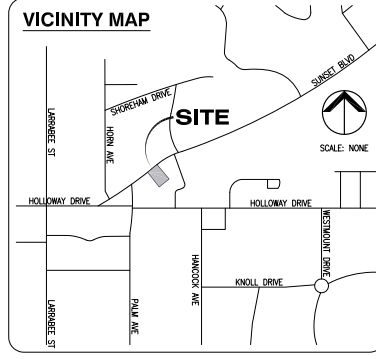 VICINITY MAP
SUNSET BLVD
SHOREHAM DRIVE
LARRABEE ST
HORN AVE
SITE
SCALE: NONE
HOLLOWAY DRIVE
HOLLOWAY DRIVE
WESTMOUNT DRIVE
HANCOCK AVE
KNOLL DRIVE
LARRABEE ST
PALM AVE